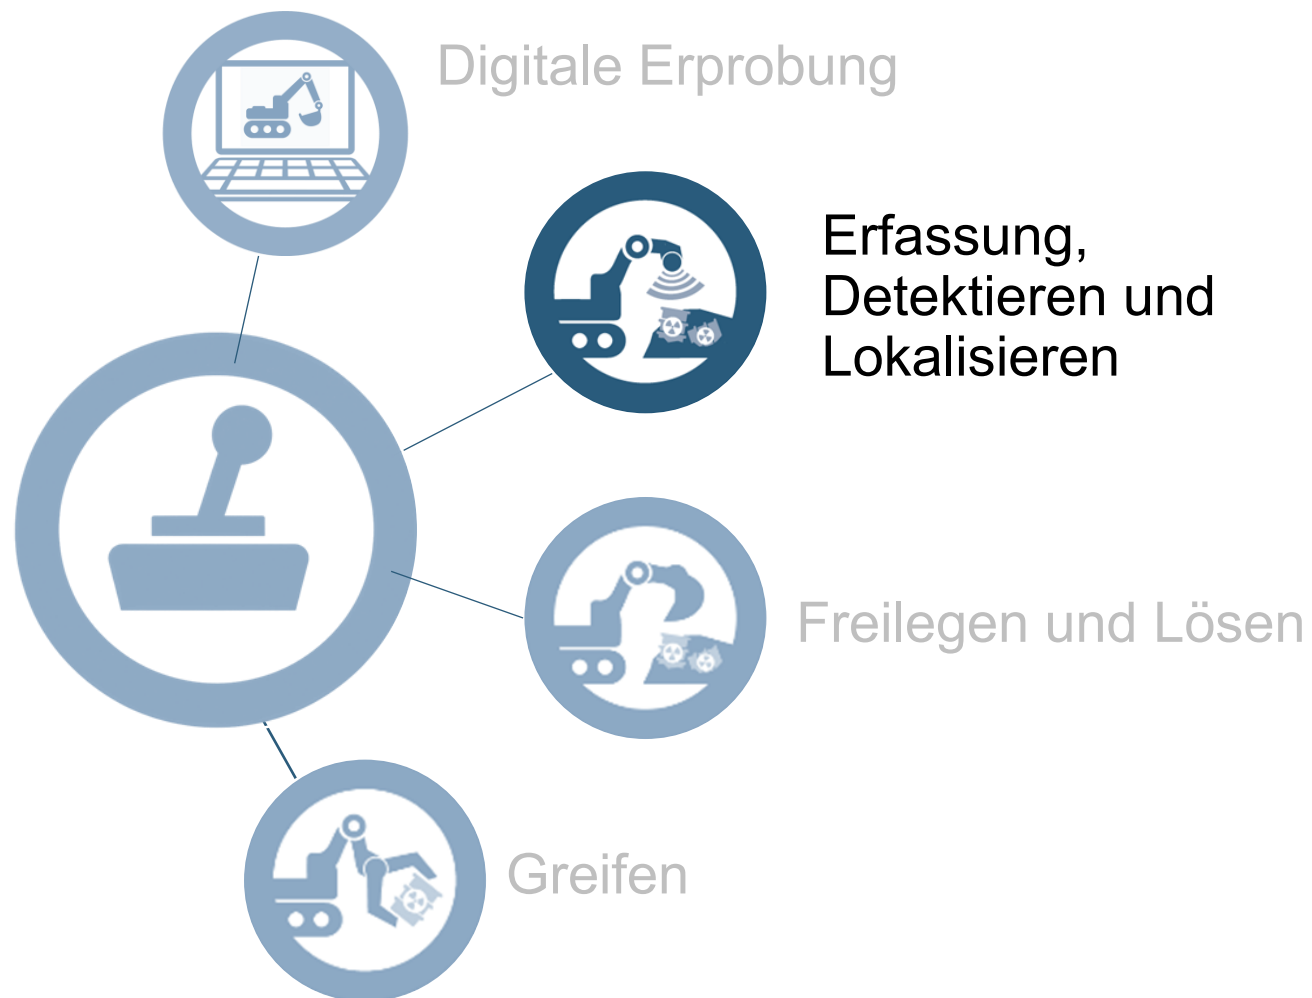 Digitale Erprobung
Erfassung,
Detektieren und
Lokalisieren
Freilegen und Lösen
Greifen